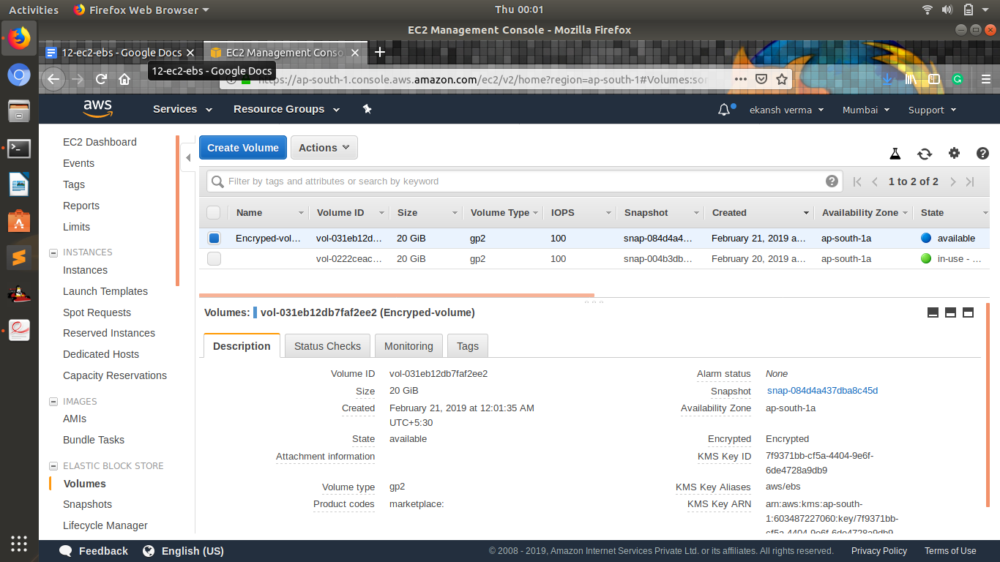 Activities Firefox Web Browser Thu 00:01
EC2 Management Console - Mozilla Firefox
12-ec2-ebs - Google Docs EC2 Management Conso
12-ec2-ebs - Google Docs
https://ap-south-1.console.aws.amazon.com/ec2/v2/home?region=ap-south-1#Volumes:sor
aws Services Resource Groups ekansh verma Mumbai Support
EC2 Dashboard
Events
Tags
Reports
Limits
INSTANCES
Instances
Launch Templates
Spot Requests
Reserved Instances
Dedicated Hosts
Capacity Reservations
IMAGES
AMIs
Bundle Tasks
ELASTIC BLOCK STORE
Volumes
Snapshots
Lifecycle Manager
Create Volume Actions
Filter by tags and attributes or search by keyword 1 to 2 of 2
Name Volume ID Size Volume Type IOPS Snapshot Created Availability Zone State
Encryped-vol... vol-031eb12d... 20 GiB gp2 100 snap-084d4a4... February 21, 2019 a... ap-south-1a available
vol-0222ceac... 20 GiB gp2 100 snap-004b3db... February 20, 2019 a... ap-south-1a in-use - ...
Volumes: vol-031eb12db7faf2ee2 (Encryped-volume)
Description Status Checks Monitoring Tags
Volume ID vol-031eb12db7faf2ee2 Alarm status None
Size 20 GiB Snapshot snap-084d4a437dba8c45d
Created February 21, 2019 at 12:01:35 AM Availability Zone ap-south-1a
UTC+5:30
State available Encrypted Encrypted
Attachment information KMS Key ID 7f9371bb-cf5a-4404-9e6f-
6de4728a9db9
Volume type gp2 KMS Key Aliases aws/ebs
Product codes marketplace: KMS Key ARN arn:aws:kms:ap-south-
1:603487227060:key/7f9371bb-
cf5a-4404-9e6f-6de4728a9db9
Feedback English (US) © 2008 - 2019, Amazon Internet Services Private Ltd. or its affiliates. All rights reserved. Privacy Policy Terms of Use